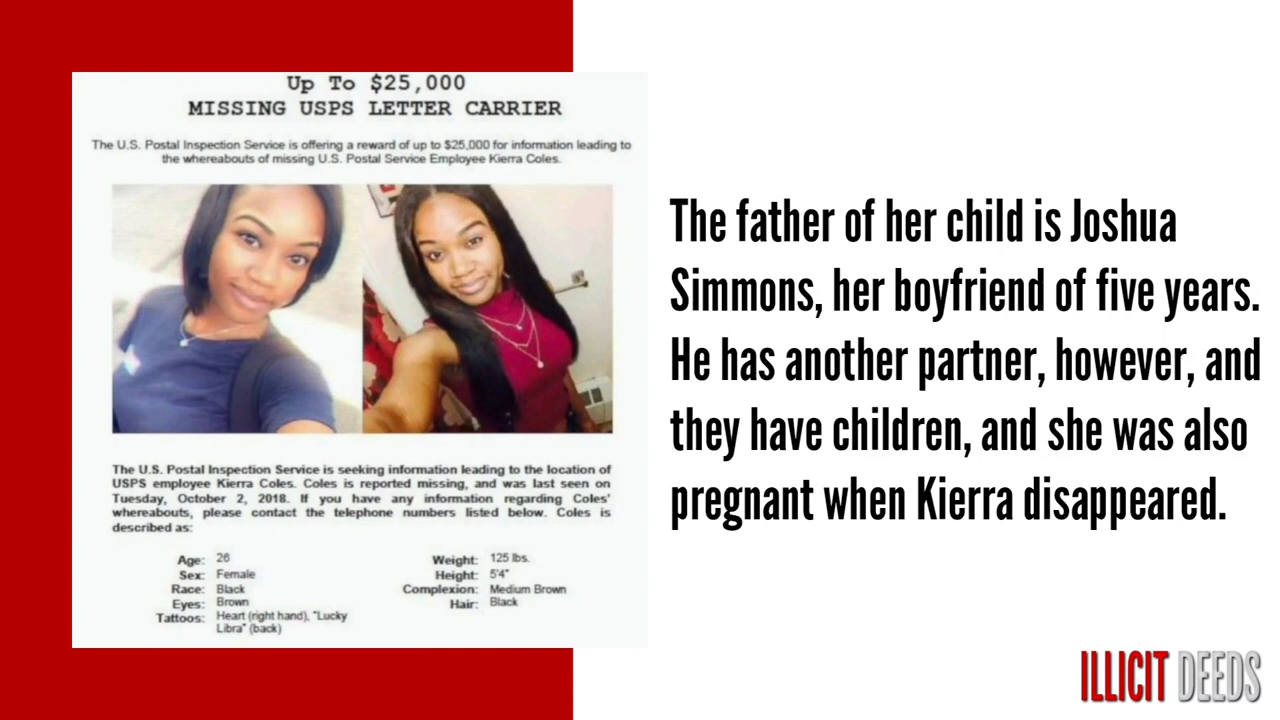 Up To $25,000
MISSING USPS LETTER CARRIER
The U.S. Postal Inspection Service is offering a reward of up to $25,000 for information leading to
the whereabouts of missing U.S. Postal Service Employee Kierra Coles.
The U.S. Postal Inspection Service is seeking information leading to the location of
USPS employee Kierra Coles. Coles is reported missing, and was last seen on
Tuesday, October 2, 2018. If you have any information regarding Coles'
whereabouts, please contact the telephone numbers listed below. Coles is
described as:
Age: 26
Sex: Female
Race: Black
Eyes: Brown
Tattoos: Heart (right hand), "Lucky
Libra" (back)
Weight: 125 lbs.
Height: 5'4"
Complexion: Medium Brown
Hair: Black
The father of her child is Joshua
Simmons, her boyfriend of five years.
He has another partner, however, and
they have children, and she was also
pregnant when Kierra disappeared.
ILLICIT DEEDS